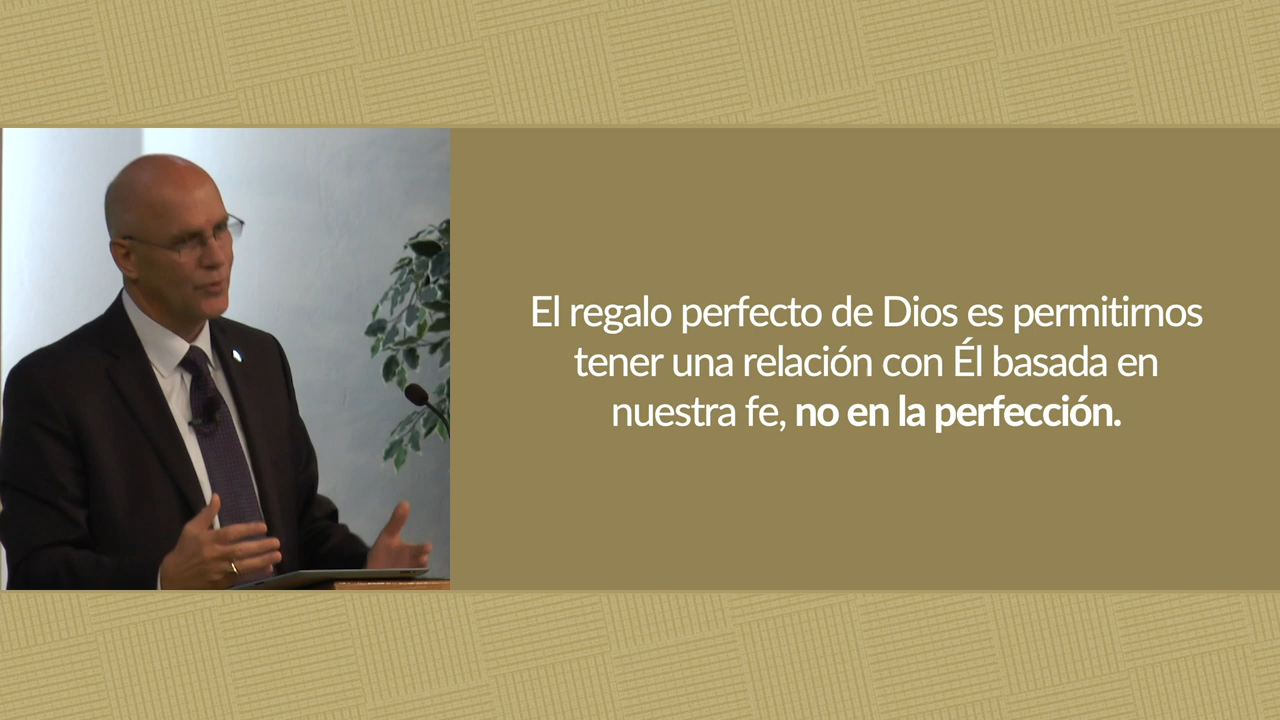 El regalo perfecto de Dios es permitirnos
tener una relación con Él basada en
nuestra fe, no en la perfección.